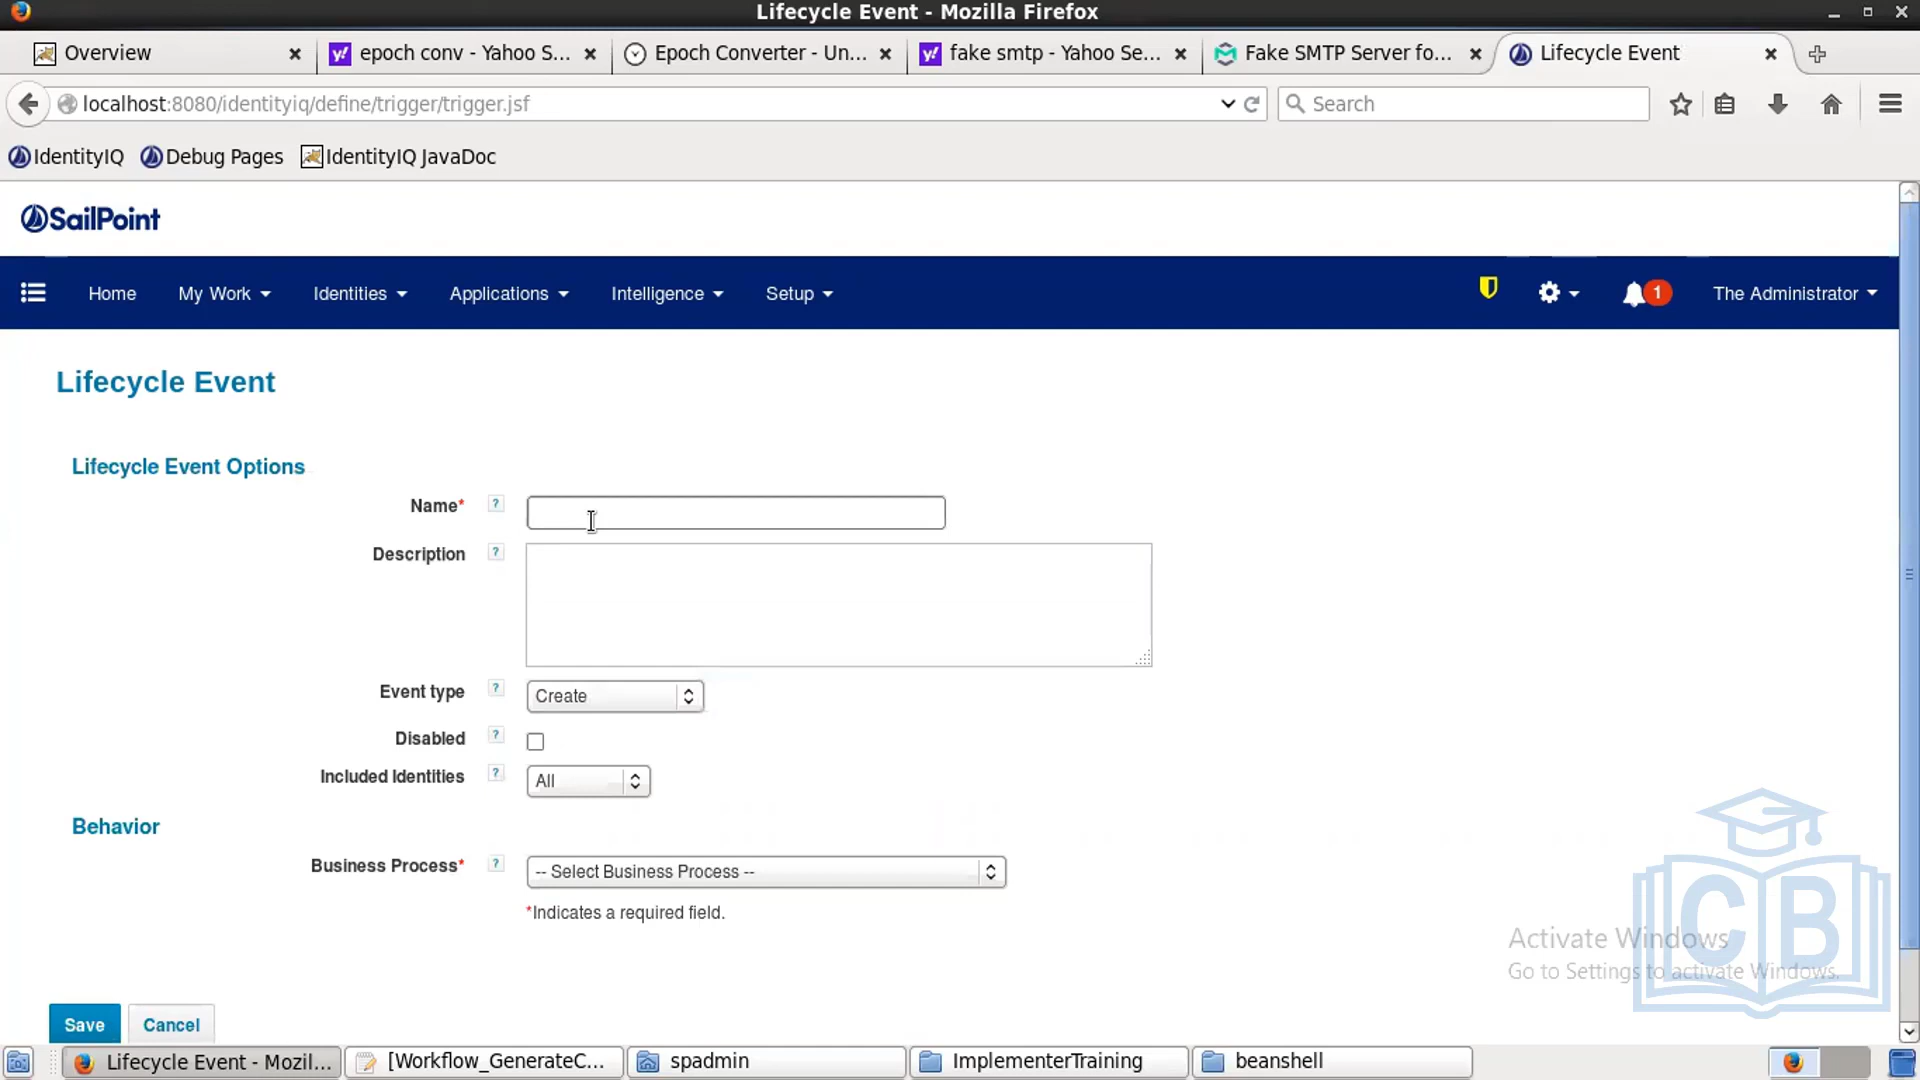 Lifecycle Event - Mozilla Firefox
Overview
epoch conv - Yahoo S...
Epoch Converter - Un...
fake smtp - Yahoo Se...
Fake SMTP Server fo...
Lifecycle Event
localhost:8080/identityiq/define/trigger/trigger.jsf
Search
IdentityIQ
Debug Pages
IdentityIQ JavaDoc
SailPoint
Home
My Work
Identities
Applications
Intelligence
Setup
1
The Administrator
Lifecycle Event
Lifecycle Event Options
Name*
?
Description
?
Event type
?
Create
Disabled
?
Included Identities
?
All
Behavior
Business Process*
?
-- Select Business Process --
*Indicates a required field.
Activate Windows
Go to Settings to activate Windows.
CB
Save
Cancel
Lifecycle Event - Mozil...
[Workflow_GenerateC...
spadmin
ImplementerTraining
beanshell